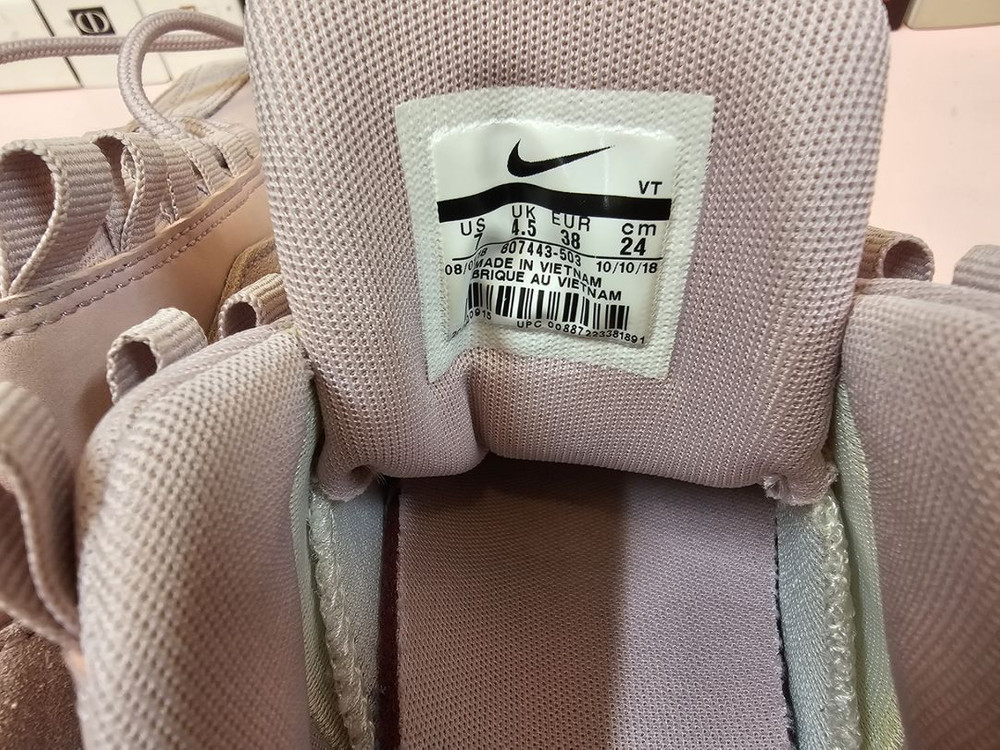 VT
US UK EUR cm
7 4.5 38 24
807443-503
MADE IN VIETNAM 10/10/18
BRIQUE AU VIETNAM
UPC 00887223381891